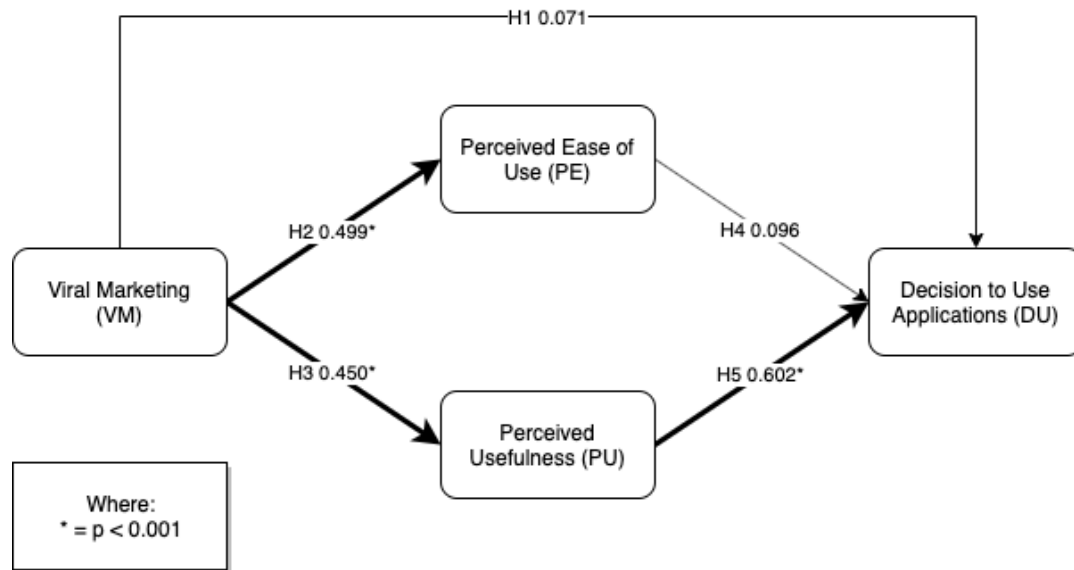 H1 0.071
Perceived Ease of
Use (PE)
H2 0.499*
H4 0.096
Viral Marketing
(VM)
Decision to Use
Applications (DU)
H3 0.450*
H5 0.602*
Perceived
Usefulness (PU)
Where:
* = p < 0.001